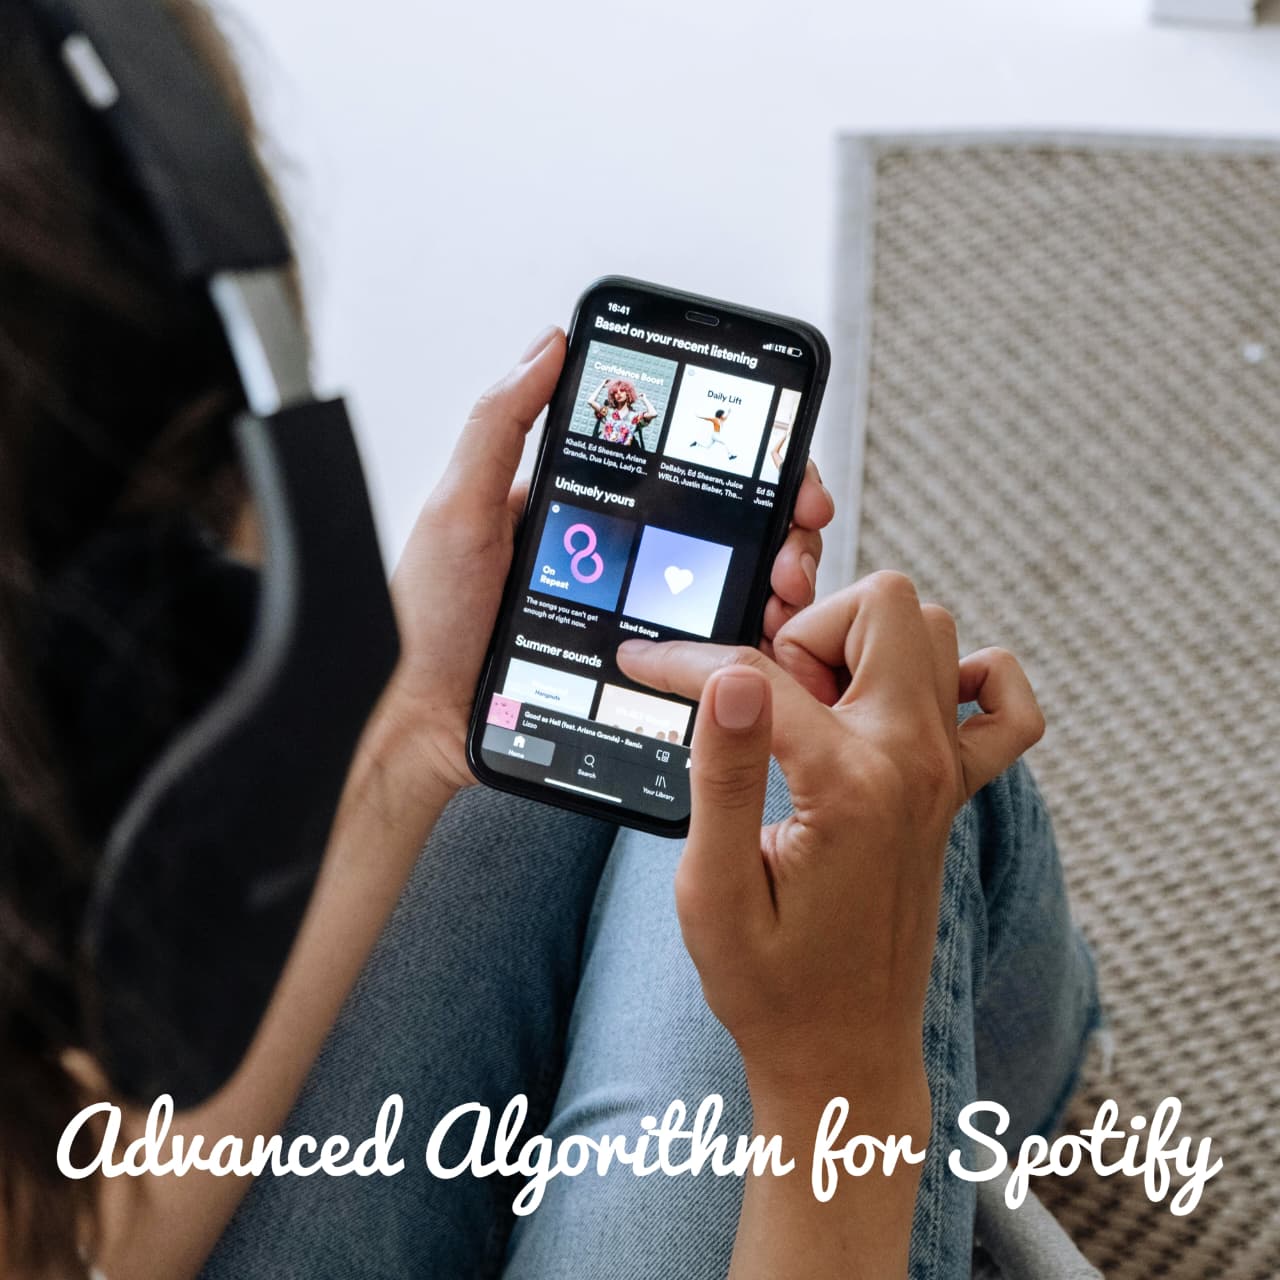 16:41
LTE
Based on your recent listening
Confidence Boost
Daily Lift
Khalid, Ed Sheeran, Ariana
Grande, Dua Lipa, Lady G...
DaBaby, Ed Sheeran, Juice
WRLD, Justin Bieber, The...
Ed Sh
Justin
Uniquely yours
On
Repeat
The songs you can't get
enough of right now.
Liked Songs
Summer sounds
Hangouts
Good as Hell (feat. Ariana Grande) - Remix
Lizzo
Home
Search
Your Library
Advanced Algorithm for Spotify